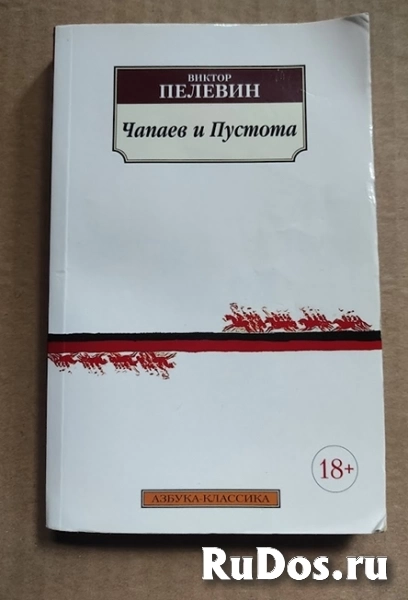 ВИКТОР
ПЕЛЕВИН
Чапаев и Пустота
18+
АЗБУКА-КЛАССИКА
RuDos.ru